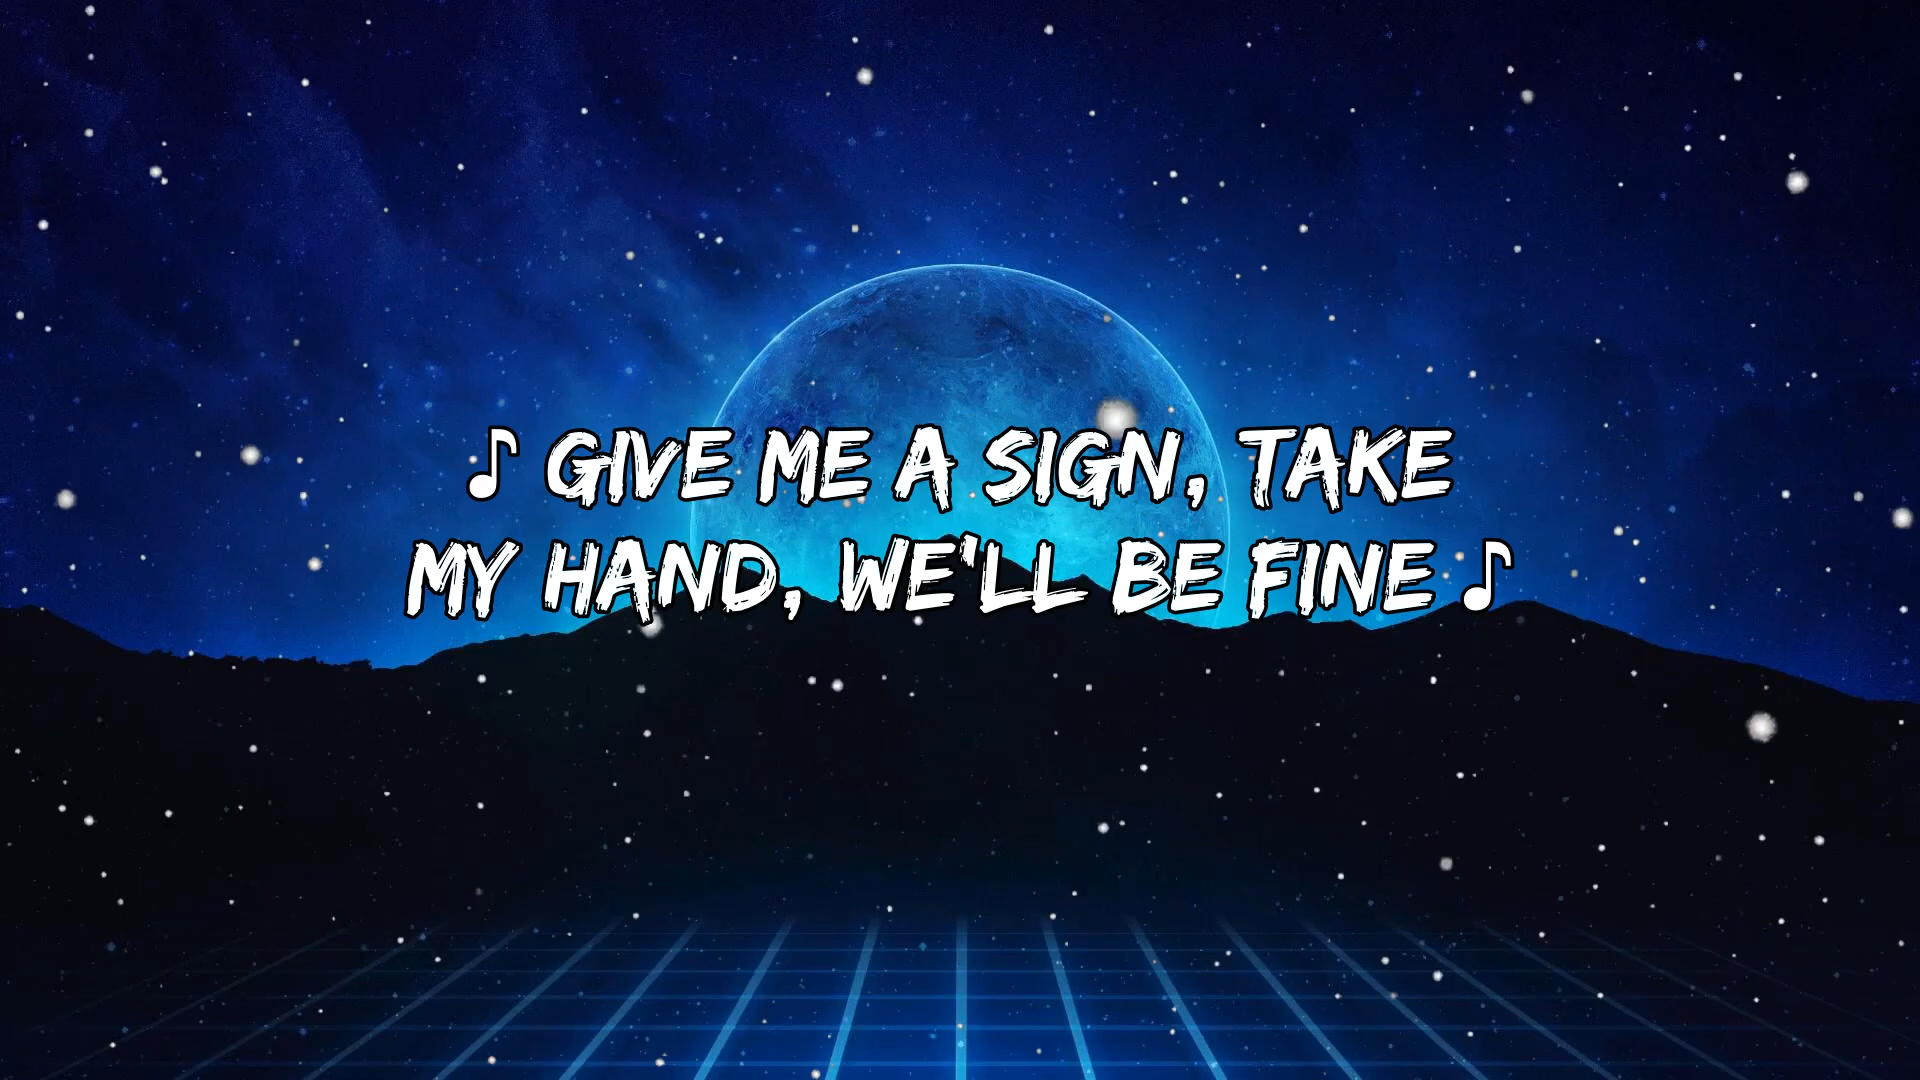 ♪ GIVE ME A SIGN, TAKE
MY HAND, WE'LL BE FINE ♪